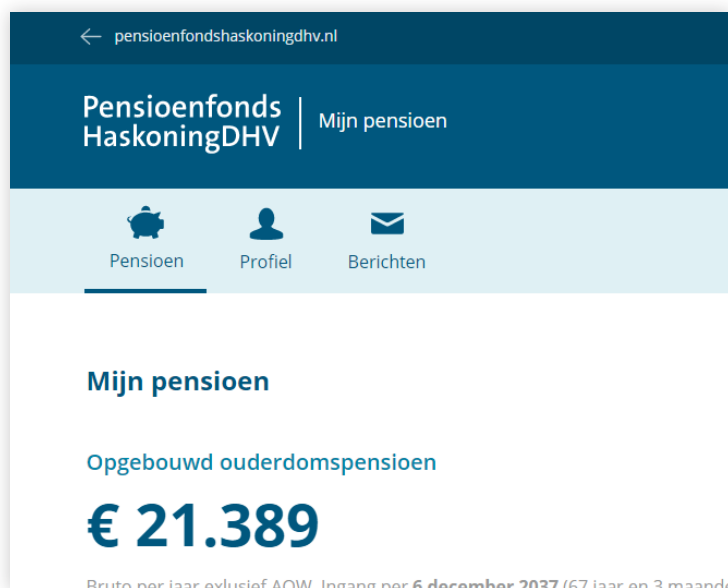 pensioenfondshaskoningdhv.nl
Pensioenfonds
HaskoningDHV
Mijn pensioen
Pensioen
Profiel
Berichten
Mijn pensioen
Opgebouwd ouderdomspensioen
€ 21.389
Bruto per jaar exlusief AOW. Ingang per 6 december 2037 (67 jaar en 3